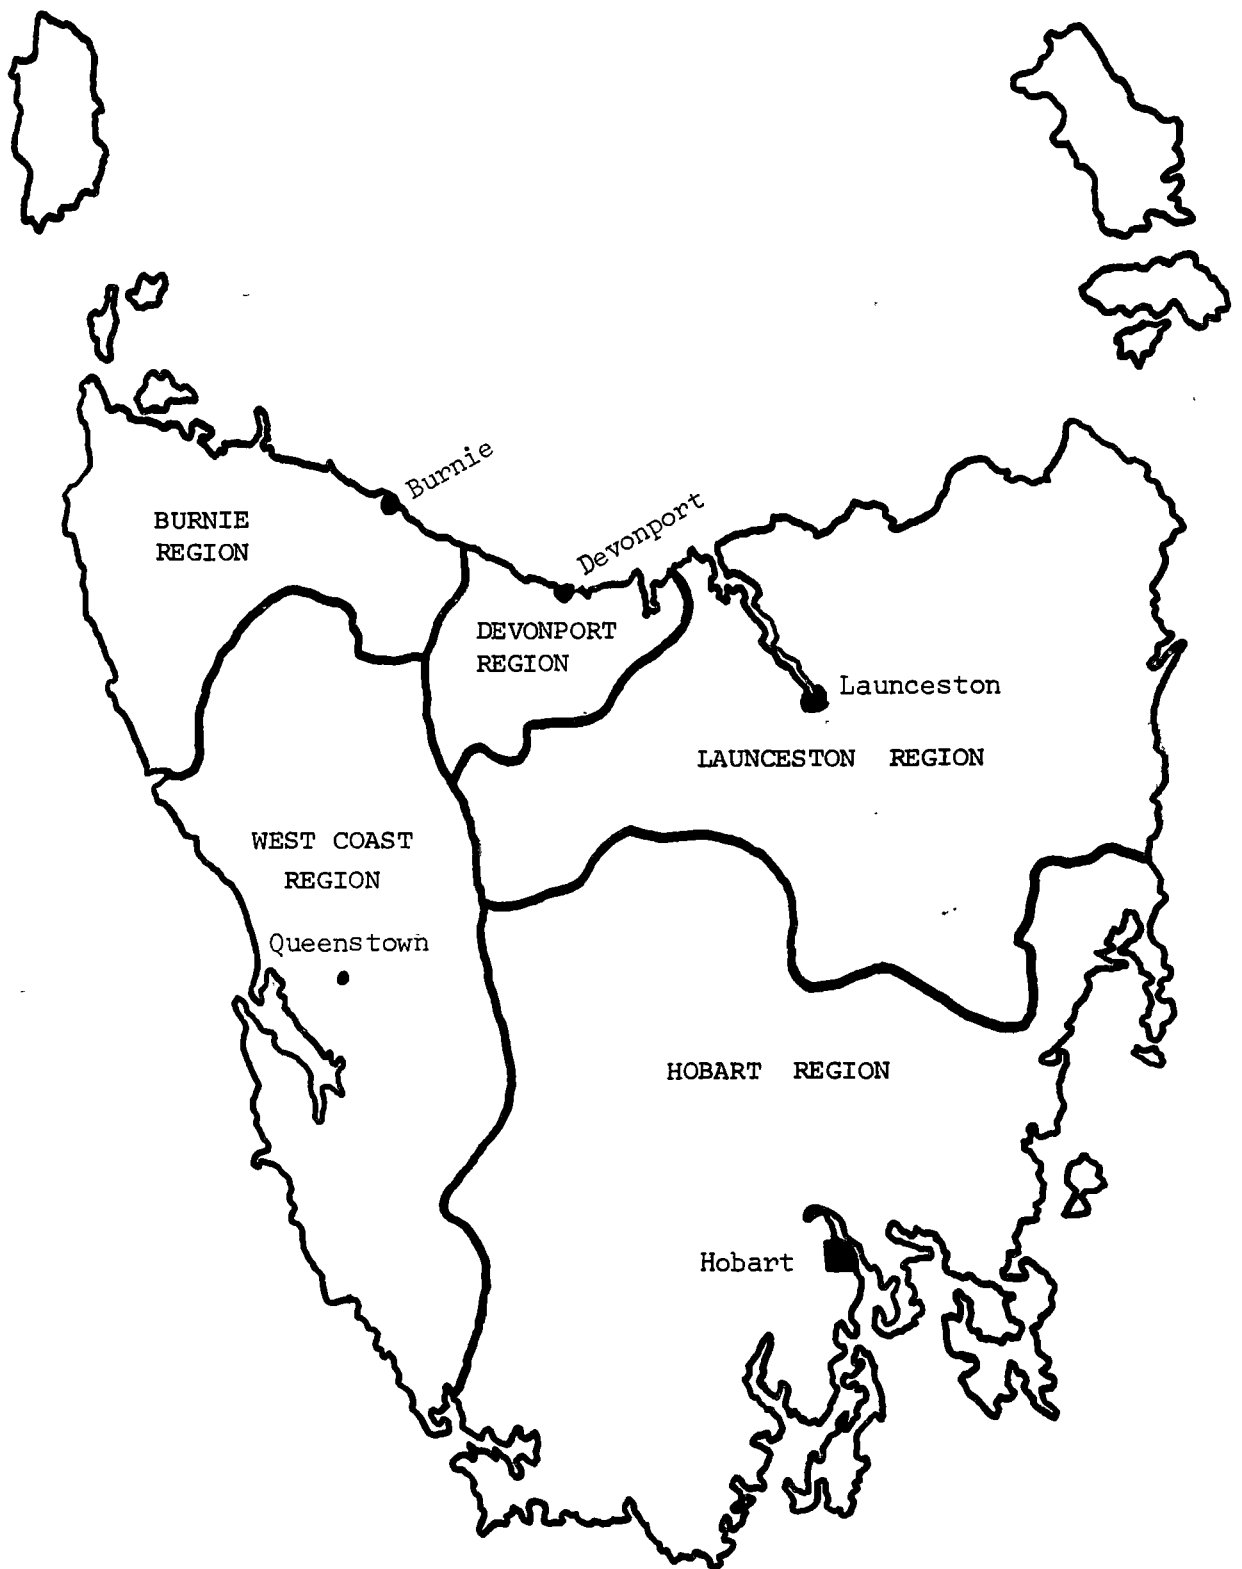 Burnie
BURNIE
REGION
Devonport
DEVONPORT
REGION
Launceston
LAUNCESTON REGION
WEST COAST
REGION
Queenstown
HOBART REGION
Hobart